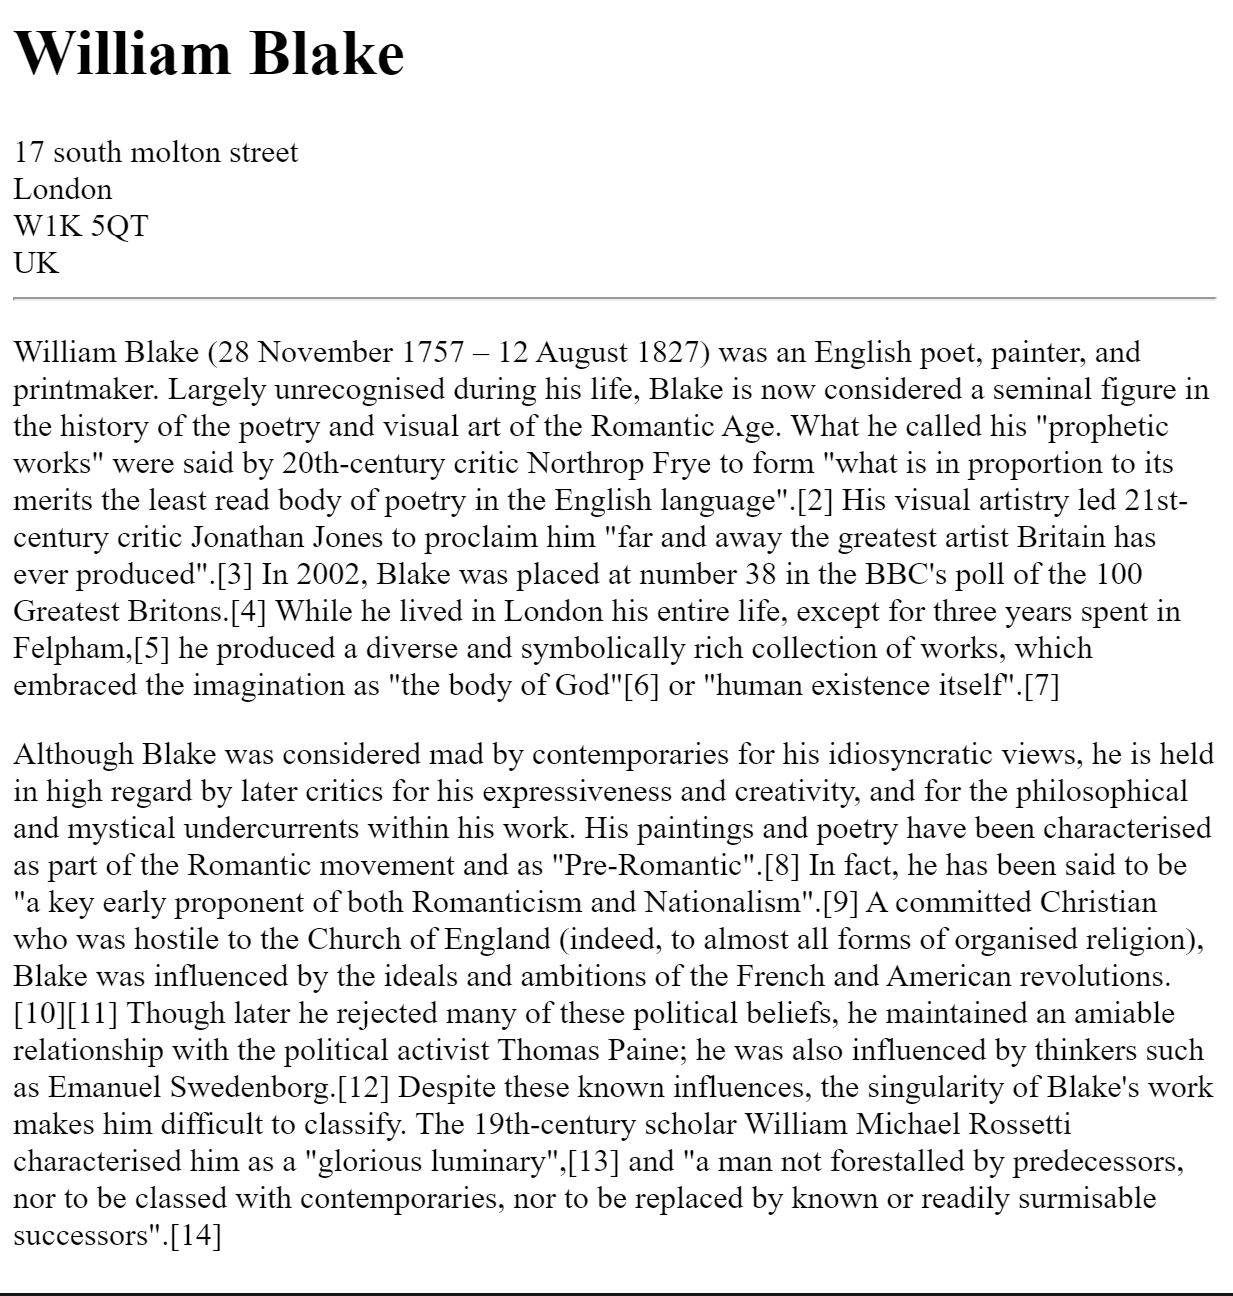 William Blake
17 south molton street
London
W1K 5QT
UK
William Blake (28 November 1757 – 12 August 1827) was an English poet, painter, and
printmaker. Largely unrecognised during his life, Blake is now considered a seminal figure in
the history of the poetry and visual art of the Romantic Age. What he called his "prophetic
works" were said by 20th-century critic Northrop Frye to form "what is in proportion to its
merits the least read body of poetry in the English language".[2] His visual artistry led 21st-
century critic Jonathan Jones to proclaim him "far and away the greatest artist Britain has
ever produced".[3] In 2002, Blake was placed at number 38 in the BBC's poll of the 100
Greatest Britons.[4] While he lived in London his entire life, except for three years spent in
Felpham,[5] he produced a diverse and symbolically rich collection of works, which
embraced the imagination as "the body of God"[6] or "human existence itself".[7]
Although Blake was considered mad by contemporaries for his idiosyncratic views, he is held
in high regard by later critics for his expressiveness and creativity, and for the philosophical
and mystical undercurrents within his work. His paintings and poetry have been characterised
as part of the Romantic movement and as "Pre-Romantic".[8] In fact, he has been said to be
"a key early proponent of both Romanticism and Nationalism".[9] A committed Christian
who was hostile to the Church of England (indeed, to almost all forms of organised religion),
Blake was influenced by the ideals and ambitions of the French and American revolutions.
[10][11] Though later he rejected many of these political beliefs, he maintained an amiable
relationship with the political activist Thomas Paine; he was also influenced by thinkers such
as Emanuel Swedenborg.[12] Despite these known influences, the singularity of Blake's work
makes him difficult to classify. The 19th-century scholar William Michael Rossetti
characterised him as a "glorious luminary",[13] and "a man not forestalled by predecessors,
nor to be classed with contemporaries, nor to be replaced by known or readily surmisable
successors".[14]